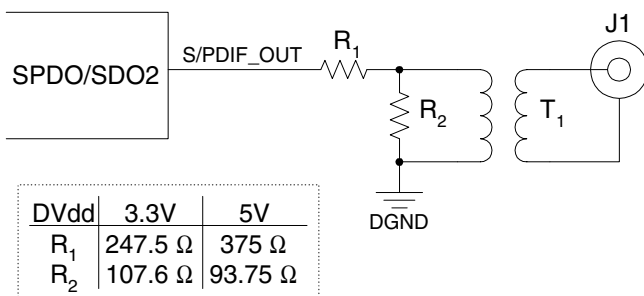 J1
S/PDIF_OUT
R1
SPDO/SDO2
R2
T1
DGND
DVdd 3.3V 5V
R1 247.5 Ω 375 Ω
R2 107.6 Ω 93.75 Ω